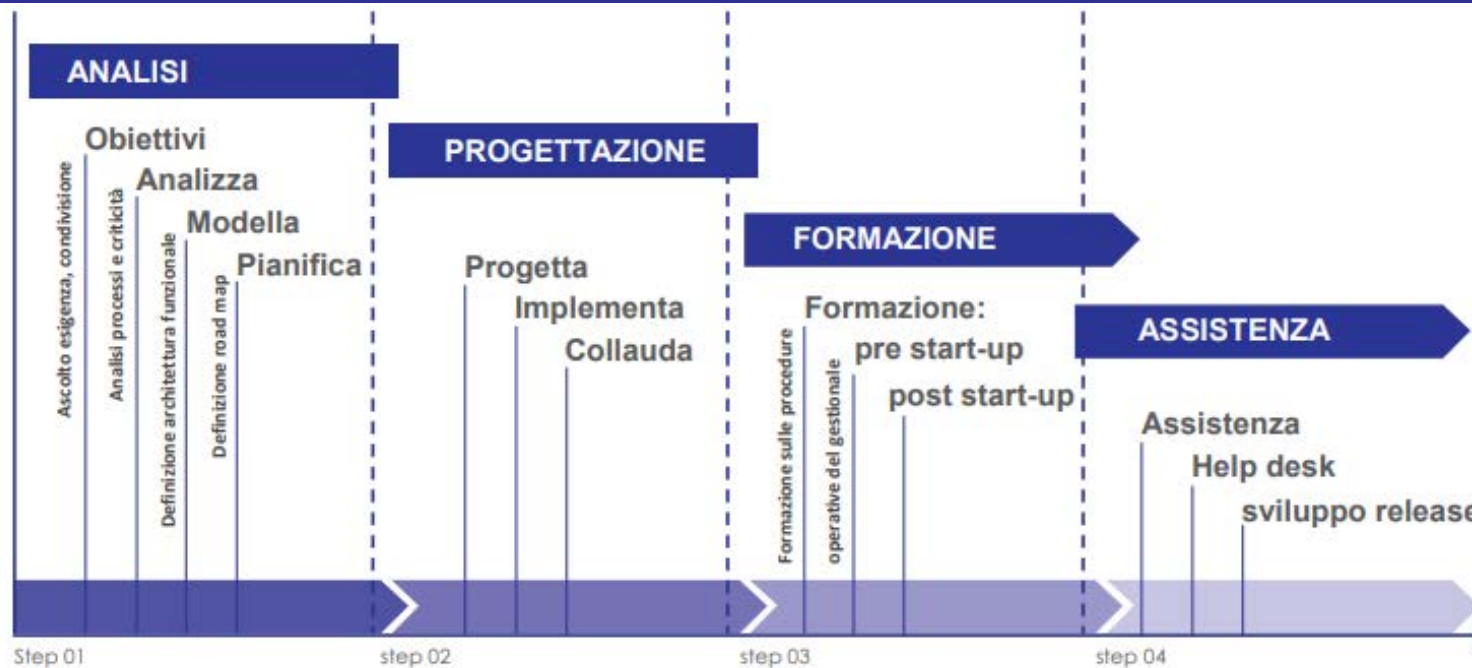 ANALISI
Obiettivi
Analizza
Modella
Pianifica
Ascolto esigenza, condivisione
Analisi processi e criticità
Definizione architettura funzionale
Definizione road map
PROGETTAZIONE
Progetta
Implementa
Collauda
FORMAZIONE
Formazione:
pre start-up
post start-up
Formazione sulle procedure
operative del gestionale
ASSISTENZA
Assistenza
Help desk
sviluppo release
Step 01
step 02
step 03
step 04